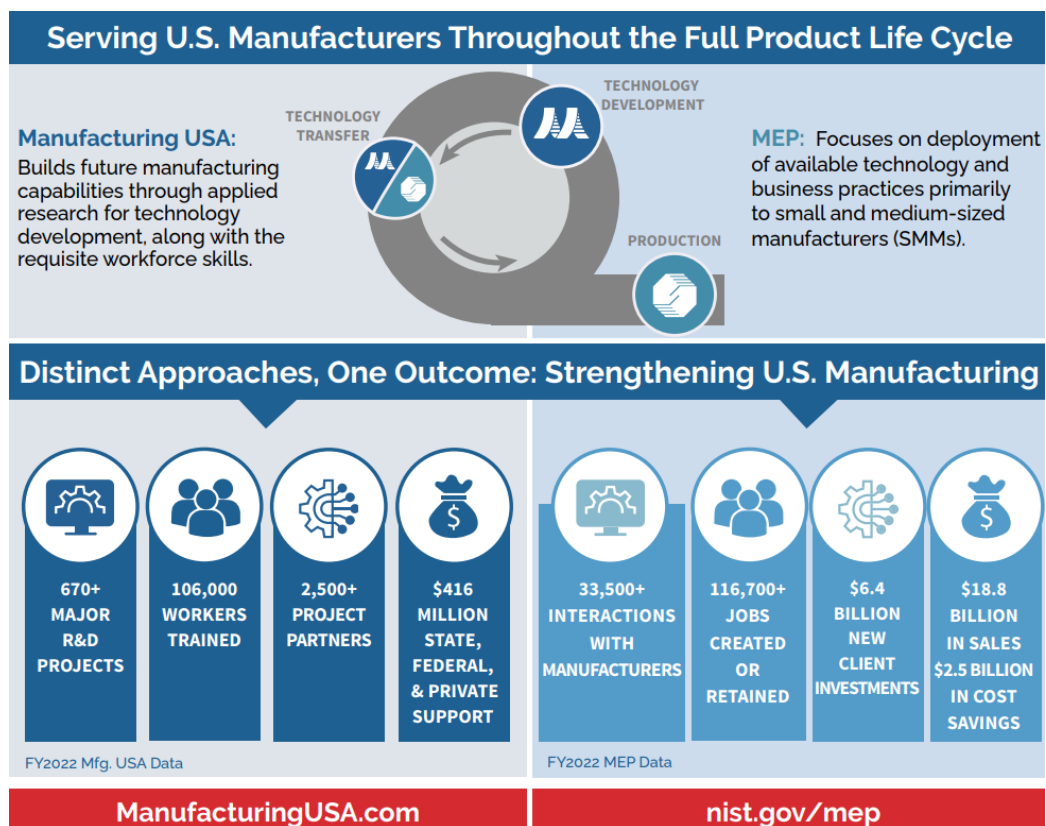 Serving U.S. Manufacturers Throughout the Full Product Life Cycle
Manufacturing USA:
Builds future manufacturing
capabilities through applied
research for technology
development, along with the
requisite workforce skills.
TECHNOLOGY
TRANSFER
TECHNOLOGY
DEVELOPMENT
PRODUCTION
MEP: Focuses on deployment
of available technology and
business practices primarily
to small and medium-sized
manufacturers (SMMs).
Distinct Approaches, One Outcome: Strengthening U.S. Manufacturing
670+
MAJOR
R&D
PROJECTS
106,000
WORKERS
TRAINED
2,500+
PROJECT
PARTNERS
$
$416
MILLION
STATE,
FEDERAL,
& PRIVATE
SUPPORT
FY2022 Mfg. USA Data
33,500+
INTERACTIONS
WITH
MANUFACTURERS
116,700+
JOBS
CREATED
OR
RETAINED
$6.4
BILLION
NEW
CLIENT
INVESTMENTS
$
$18.8
BILLION
IN SALES
$2.5 BILLION
IN COST
SAVINGS
FY2022 MEP Data
ManufacturingUSA.com
nist.gov/mep